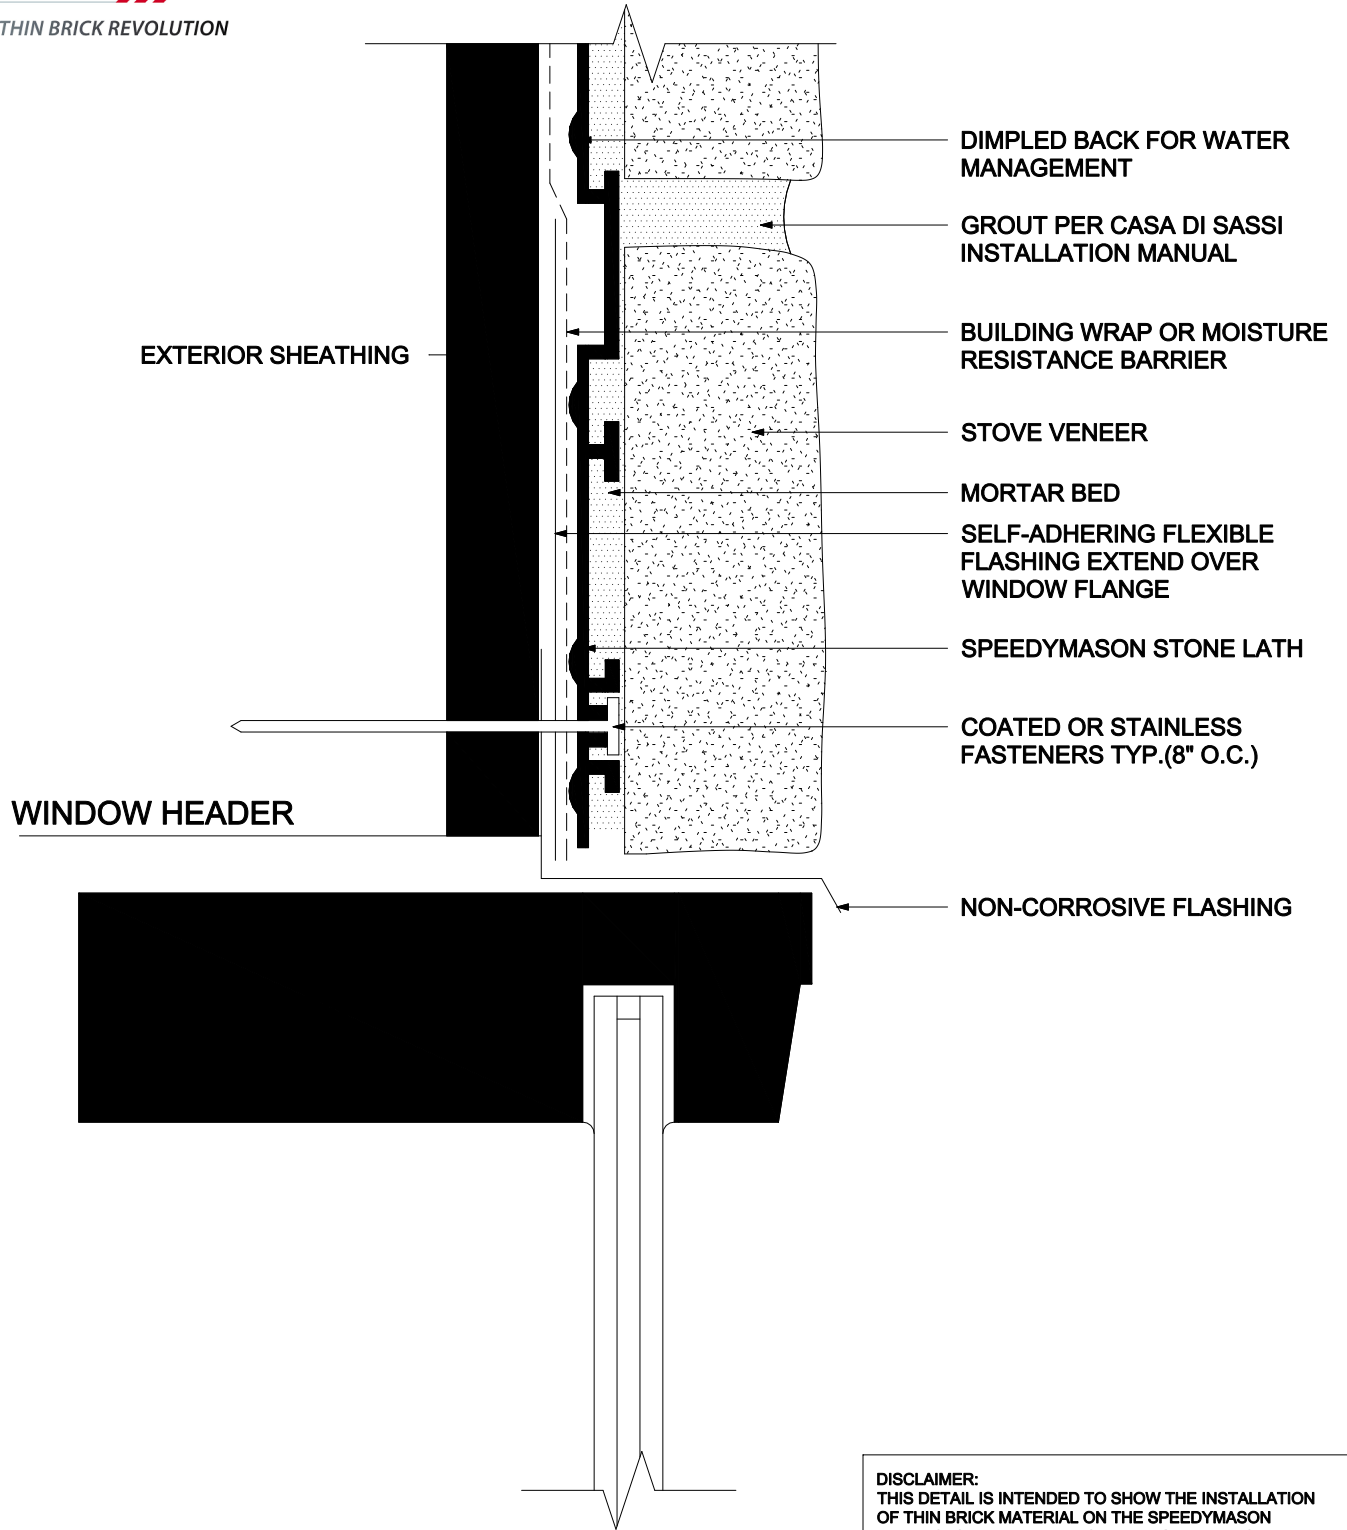 THIN BRICK REVOLUTION
DIMPLED BACK FOR WATER
MANAGEMENT
GROUT PER CASA DI SASSI
INSTALLATION MANUAL
BUILDING WRAP OR MOISTURE
RESISTANCE BARRIER
EXTERIOR SHEATHING
STOVE VENEER
MORTAR BED
SELF-ADHERING FLEXIBLE
FLASHING EXTEND OVER
WINDOW FLANGE
SPEEDYMASON STONE LATH
COATED OR STAINLESS
FASTENERS TYP.(8" O.C.)
WINDOW HEADER
NON-CORROSIVE FLASHING
DISCLAIMER:
THIS DETAIL IS INTENDED TO SHOW THE INSTALLATION
OF THIN BRICK MATERIAL ON THE SPEEDYMASON